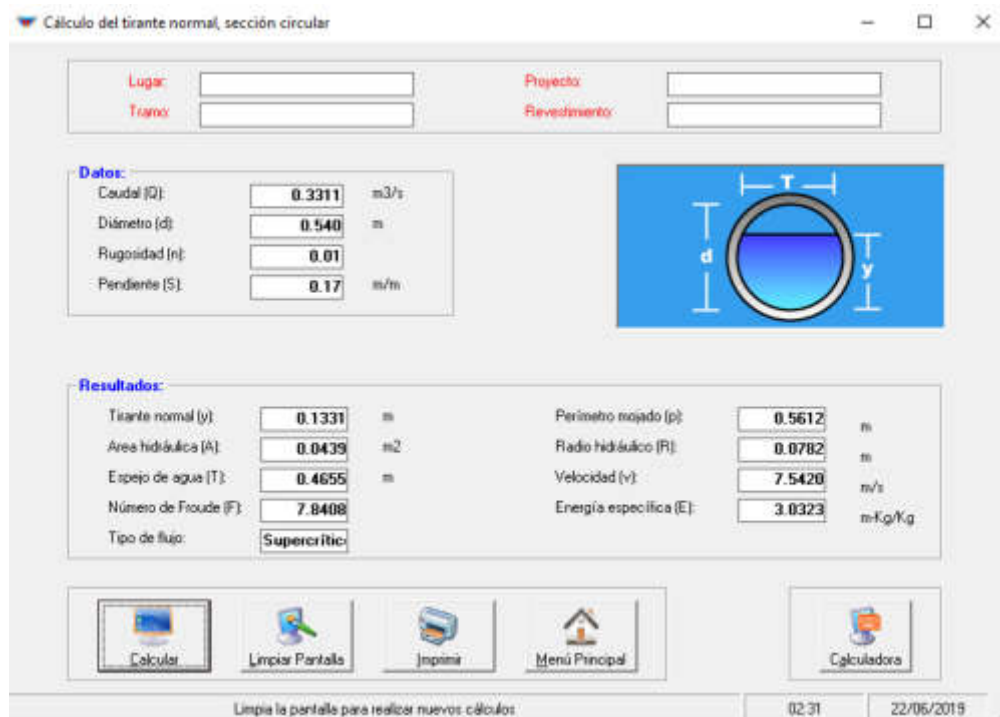 Cálculo del tirante normal, sección circular
Lugar: Proyecto:
Tramo: Revestimiento:
Datos:
Caudal (Q): 0.3311 m3/s
Diámetro (d): 0.540 m
Rugosidad (n): 0.01
Pendiente (S): 0.17 m/m
T
d
y
Resultados:
Tirante normal (y): 0.1331 m Perímetro mojado (p): 0.5612 m
Area hidráulica (A): 0.0439 m2 Radio hidráulico (R): 0.0782 m
Espejo de agua (T): 0.4655 m Velocidad (v): 7.5420 m/s
Número de Froude (F): 7.8408 Energía específica (E): 3.0323 m-Kg/Kg
Tipo de flujo: Supercrític
Calcular Limpiar Pantalla Imprimir Menú Principal Calculadora
Limpia la pantalla para realizar nuevos cálculos 02:31 22/06/2019